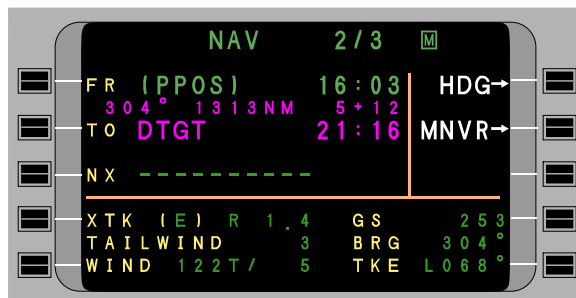 NAV 2/3 M
FR (PPOS) 16:03 HDG→
304° 1313NM 5+12
TO DTGT 21:16 MNVR→
NX ----------
XTK (E) R 1.4 GS 253
TAILWIND 3 BRG 304°
WIND 122T/ 5 TKE L068°